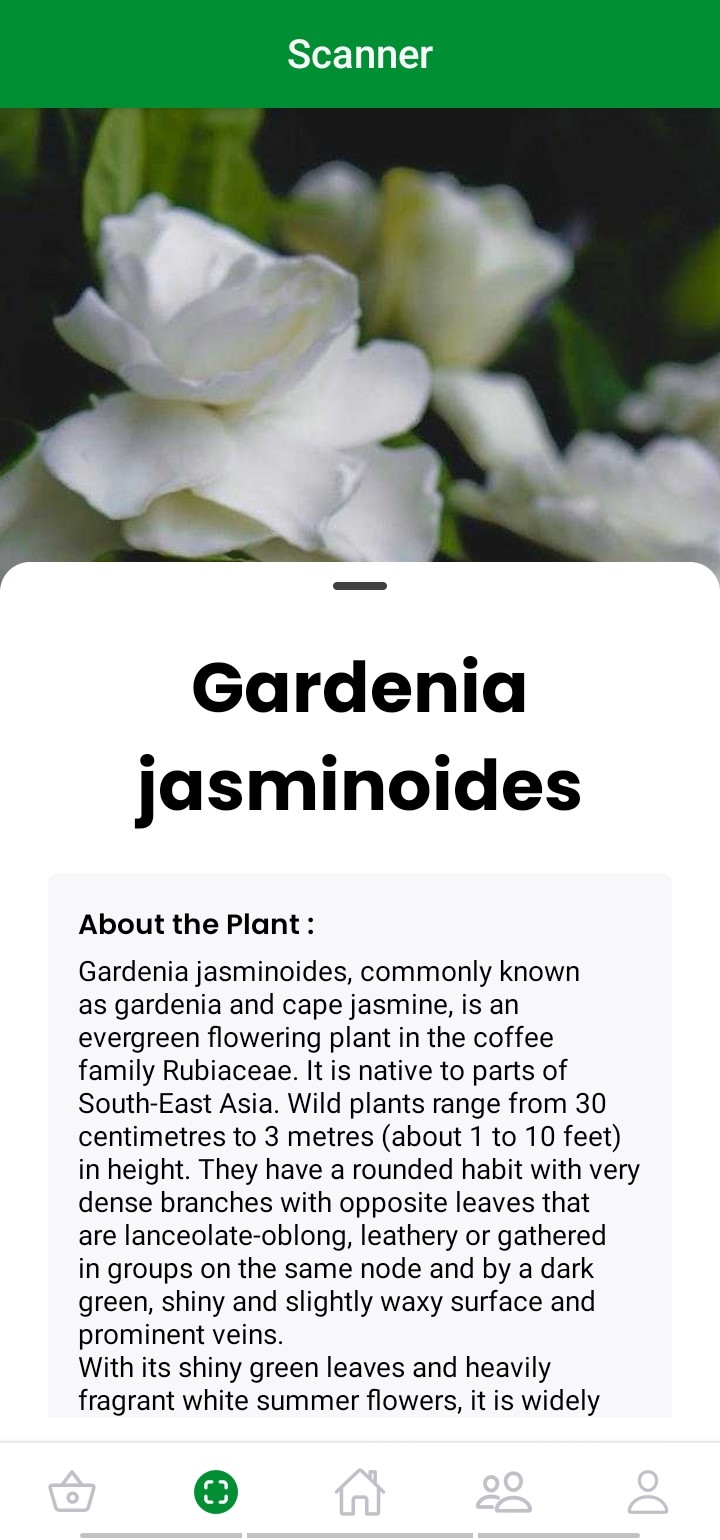 Scanner
Gardenia
jasminoides
About the Plant :
Gardenia jasminoides, commonly known
as gardenia and cape jasmine, is an
evergreen flowering plant in the coffee
family Rubiaceae. It is native to parts of
South-East Asia. Wild plants range from 30
centimetres to 3 metres (about 1 to 10 feet)
in height. They have a rounded habit with very
dense branches with opposite leaves that
are lanceolate-oblong, leathery or gathered
in groups on the same node and by a dark
green, shiny and slightly waxy surface and
prominent veins.
With its shiny green leaves and heavily
fragrant white summer flowers, it is widely